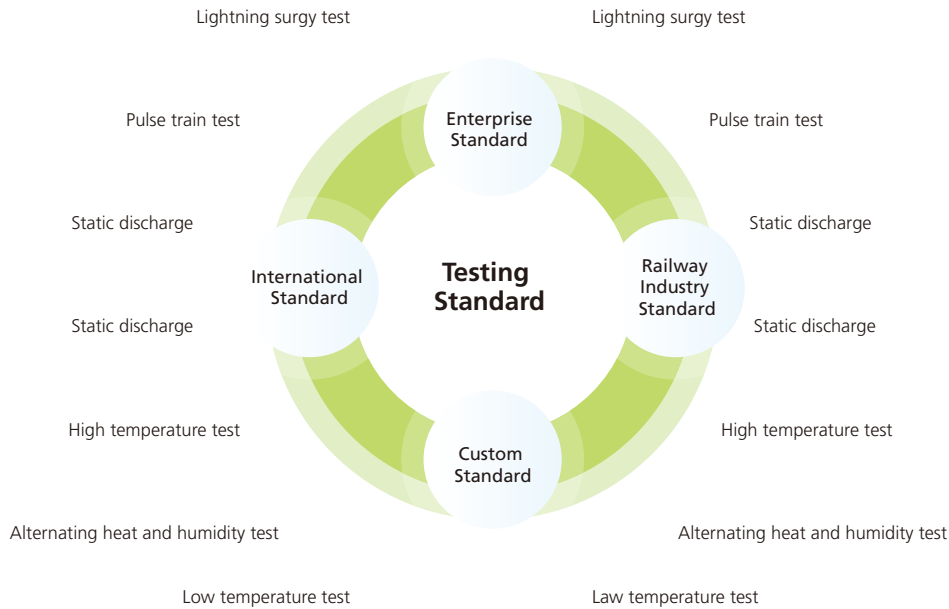 Lightning surgy test
Lightning surgy test
Enterprise
Standard
Pulse train test
Pulse train test
Static discharge
Static discharge
International
Standard
Testing
Standard
Railway
Industry
Standard
Static discharge
Static discharge
High temperature test
High temperature test
Custom
Standard
Alternating heat and humidity test
Alternating heat and humidity test
Low temperature test
Law temperature test